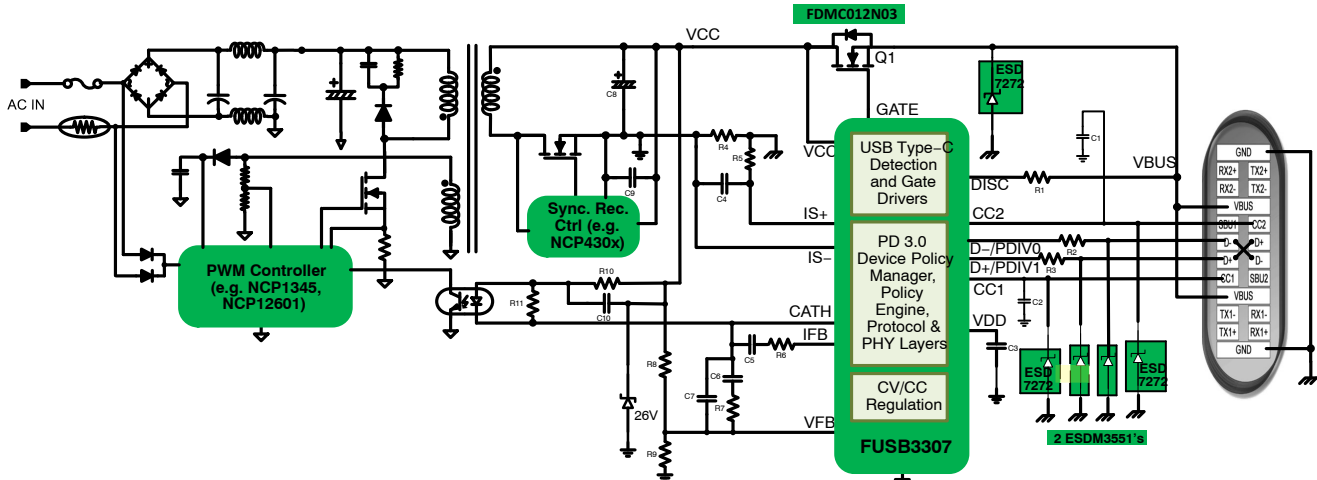 FDMC012N03
VCC
Q1
ESD
7272
AC IN
C8
GATE
C1
R4
R5
VCC
USB Type-C
Detection
and Gate
Drivers
VBUS
GND
RX2+ TX2+
RX2- TX2-
VBUS
SBU1 CC2
D- D+
D+ D-
CC1 SBU2
VBUS
TX1- RX1-
TX1+ RX1+
GND
C9
C4
DISC
R1
IS+
CC2
Sync. Rec.
Ctrl (e.g.
NCP430x)
D-/PDIV0
R2
IS-
D+/PDIV1
R3
CC1
PD 3.0
Device Policy
Manager,
Policy
Engine,
Protocol &
PHY Layers
PWM Controller
(e.g. NCP1345,
NCP12601)
R10
R11
C10
C2
CATH
VDD
IFB
C5
R6
C3
R8
C6
ESD
7272
ESD
7272
C7
R7
26V
CV/CC
Regulation
VFB
2 ESDM3551's
R9
FUSB3307